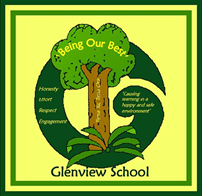 "Being Our Best"
Honesty
Effort
Respect
Engagement
"Causing
learning in a
happy and safe
environment"
Glenview School